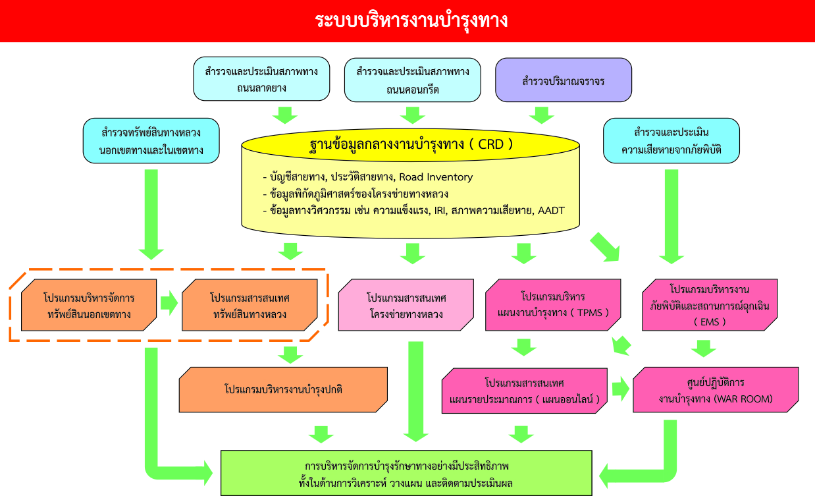 ระบบบริหารงานบำรุงทาง
สำรวจและประเมินสภาพทาง
ถนนลาดยาง
สำรวจและประเมินสภาพทาง
ถนนคอนกรีต
สำรวจปริมาณจราจร
สำรวจทรัพย์สินทางหลวง
นอกเขตทางและในเขตทาง
ฐานข้อมูลกลางงานบำรุงทาง ( CRD )
- บัญชีสายทาง, ประวัติสายทาง, Road Inventory
- ข้อมูลพิกัดภูมิศาสตร์ของโครงข่ายทางหลวง
- ข้อมูลทางวิศวกรรม เช่น ความแข็งแรง, IRI, สภาพความเสียหาย, AADT
สำรวจและประเมิน
ความเสียหายจากภัยพิบัติ
โปรแกรมบริหารจัดการ
ทรัพย์สินนอกเขตทาง
โปรแกรมสารสนเทศ
ทรัพย์สินทางหลวง
โปรแกรมสารสนเทศ
โครงข่ายทางหลวง
โปรแกรมบริหาร
แผนงานบำรุงทาง ( TPMS )
โปรแกรมบริหารงาน
ภัยพิบัติและสถานการณ์ฉุกเฉิน
( EMS )
โปรแกรมบริหารงานบำรุงปกติ
โปรแกรมสารสนเทศ
แผนรายประมาณการ ( แผนออนไลน์ )
ศูนย์ปฏิบัติการ
งานบำรุงทาง (WAR ROOM)
การบริหารจัดการบำรุงรักษาทางอย่างมีประสิทธิภาพ
ทั้งในด้านการวิเคราะห์ วางแผน และติดตามประเมินผล